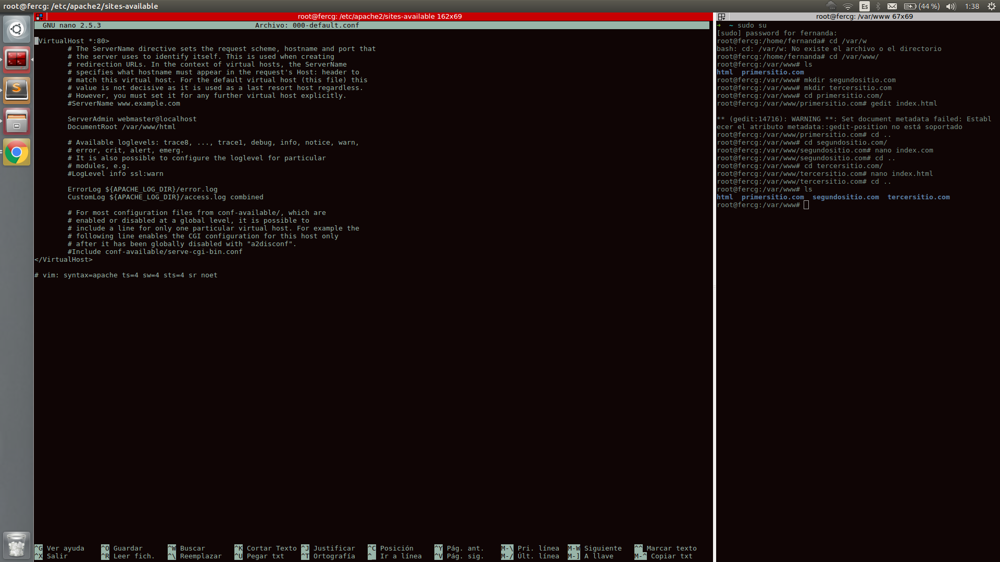 root@fercg: /etc/apache2/sites-available
Es
(44 %)
1:38
root@fercg: /etc/apache2/sites-available 162x69
GNU nano 2.5.3 Archivo: 000-default.conf
VirtualHost *:80>
# The ServerName directive sets the request scheme, hostname and port that
# the server uses to identify itself. This is used when creating
# redirection URLs. In the context of virtual hosts, the ServerName
# specifies what hostname must appear in the request's Host: header to
# match this virtual host. For the default virtual host (this file) this
# value is not decisive as it is used as a last resort host regardless.
# However, you must set it for any further virtual host explicitly.
#ServerName www.example.com
ServerAdmin webmaster@localhost
DocumentRoot /var/www/html
# Available loglevels: trace8, ..., trace1, debug, info, notice, warn,
# error, crit, alert, emerg.
# It is also possible to configure the loglevel for particular
# modules, e.g.
#LogLevel info ssl:warn
ErrorLog ${APACHE_LOG_DIR}/error.log
CustomLog ${APACHE_LOG_DIR}/access.log combined
# For most configuration files from conf-available/, which are
# enabled or disabled at a global level, it is possible to
# include a line for only one particular virtual host. For example the
# following line enables the CGI configuration for this host only
# after it has been globally disabled with "a2disconf".
#Include conf-available/serve-cgi-bin.conf
</VirtualHost>
# vim: syntax=apache ts=4 sw=4 sts=4 sr noet
^G Ver ayuda ^O Guardar ^W Buscar ^K Cortar Texto ^J Justificar ^C Posición ^Y Pág. ant. M-\ Pri. línea M-W Siguiente ^^ Marcar texto
^X Salir ^R Leer fich. ^\ Reemplazar ^U Pegar txt ^T Ortografía ^_ Ir a línea ^V Pág. sig. M-/ Últ. línea M-] A llave M-^ Copiar txt
root@fercg: /var/www 67x69
➜ ~ sudo su
[sudo] password for fernanda:
root@fercg:/home/fernanda# cd /var/w
bash: cd: /var/w: No existe el archivo o el directorio
root@fercg:/home/fernanda# cd /var/www/
root@fercg:/var/www# ls
html primersitio.com
root@fercg:/var/www# mkdir segundositio.com
root@fercg:/var/www# mkdir tercersitio.com
root@fercg:/var/www# cd primersitio.com/
root@fercg:/var/www/primersitio.com# gedit index.html
** (gedit:14716): WARNING **: Set document metadata failed: Establ
ecer el atributo metadata::gedit-position no está soportado
root@fercg:/var/www/primersitio.com# cd ..
root@fercg:/var/www# cd segundositio.com/
root@fercg:/var/www/segundositio.com# nano index.com
root@fercg:/var/www/segundositio.com# cd ..
root@fercg:/var/www# cd tercersitio.com/
root@fercg:/var/www/tercersitio.com# nano index.html
root@fercg:/var/www/tercersitio.com# cd ..
root@fercg:/var/www# ls
html primersitio.com segundositio.com tercersitio.com
root@fercg:/var/www#